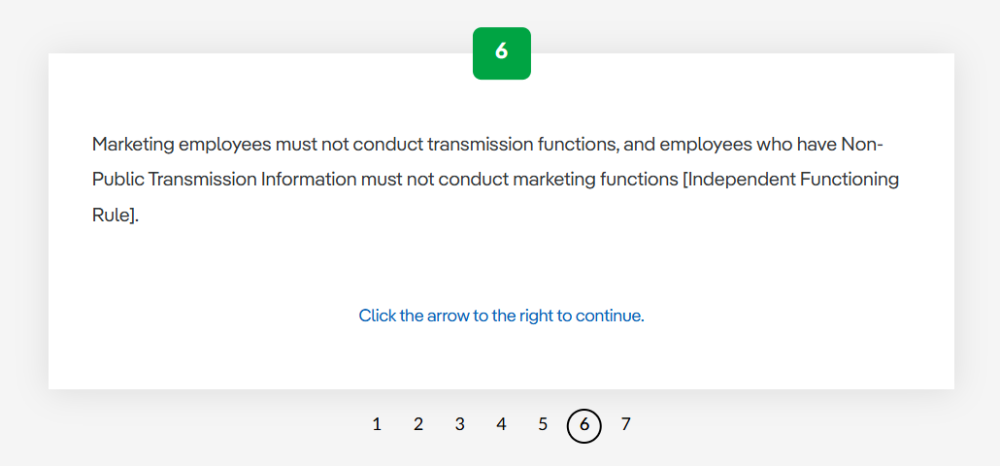 6
Marketing employees must not conduct transmission functions, and employees who have Non-
Public Transmission Information must not conduct marketing functions [Independent Functioning
Rule].
Click the arrow to the right to continue.
1 2 3 4 5 6 7